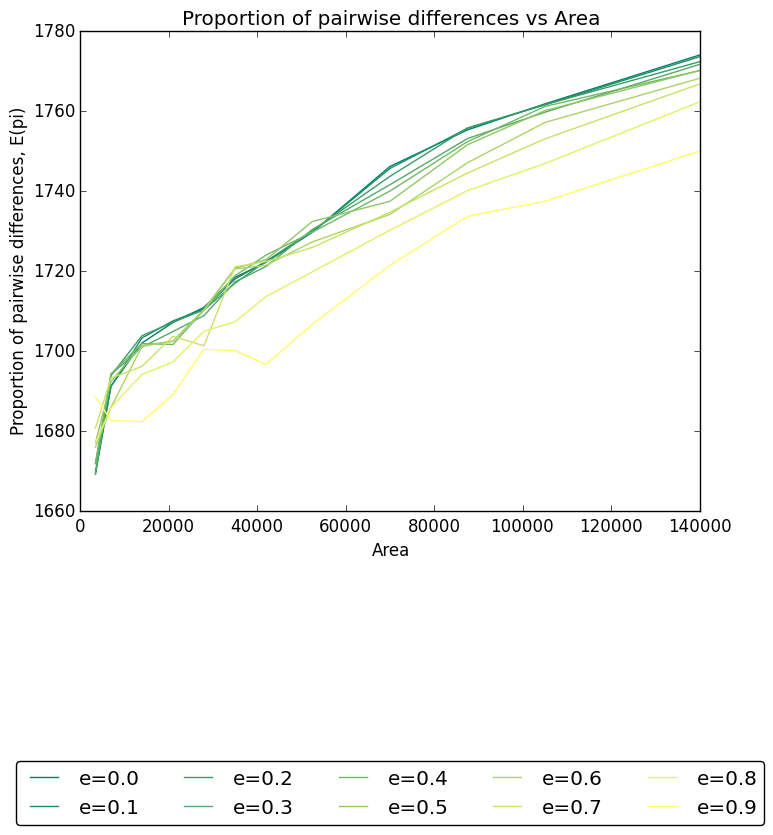 Proportion of pairwise differences vs Area
Proportion of pairwise differences, E(pi)
1780
1760
1740
1720
1700
1680
1660
0 20000 40000 60000 80000 100000 120000 140000
Area
e=0.0 e=0.2 e=0.4 e=0.6 e=0.8
e=0.1 e=0.3 e=0.5 e=0.7 e=0.9